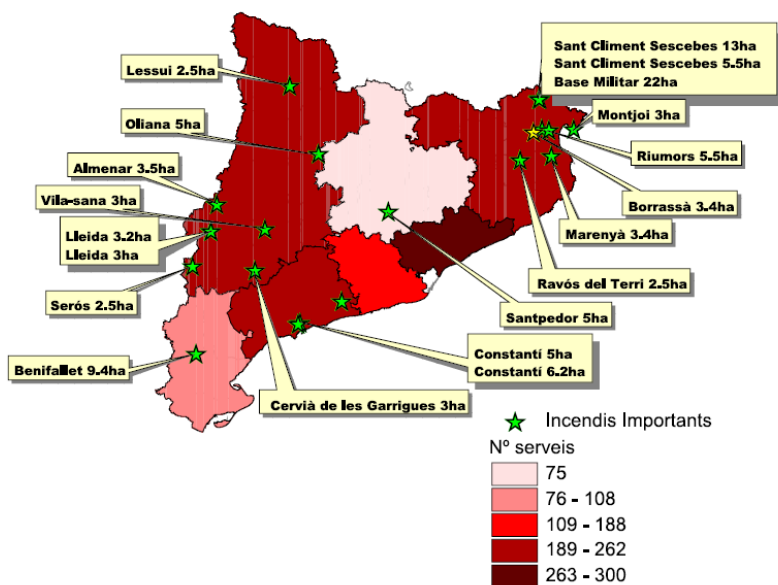 Sant Climent Sescebes 13ha
Sant Climent Sescebes 5.5ha
Base Militar 22ha
Lessui 2.5ha
Montjoi 3ha
Oliana 5ha
Riumors 5.5ha
Almenar 3.5ha
Vila-sana 3ha
Borrassà 3.4ha
Lleida 3.2ha
Lleida 3ha
Marenyà 3.4ha
Ravós del Terri 2.5ha
Serós 2.5ha
Santpedor 5ha
Benifallet 9.4ha
Constantí 5ha
Constantí 6.2ha
Cervià de les Garrigues 3ha
Incendis Importants
Nº serveis
75
76 - 108
109 - 188
189 - 262
263 - 300